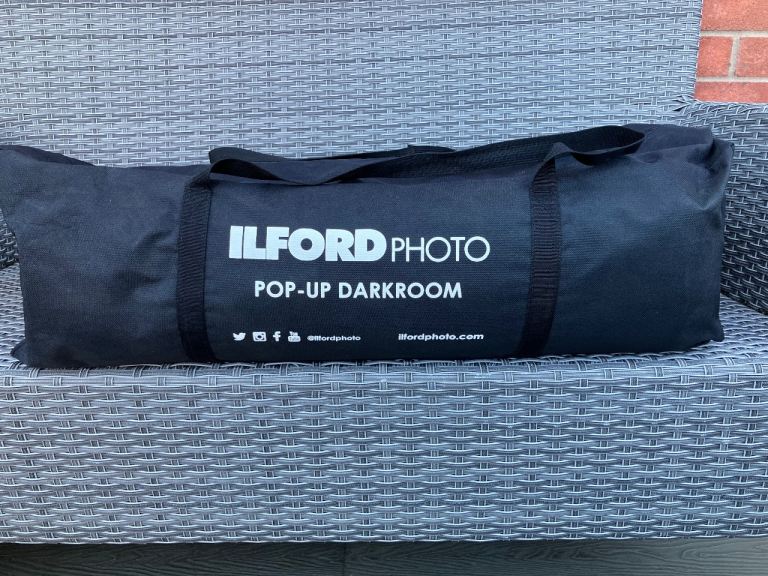 ILFORD PHOTO
POP-UP DARKROOM
@ilfordphoto ilfordphoto.com